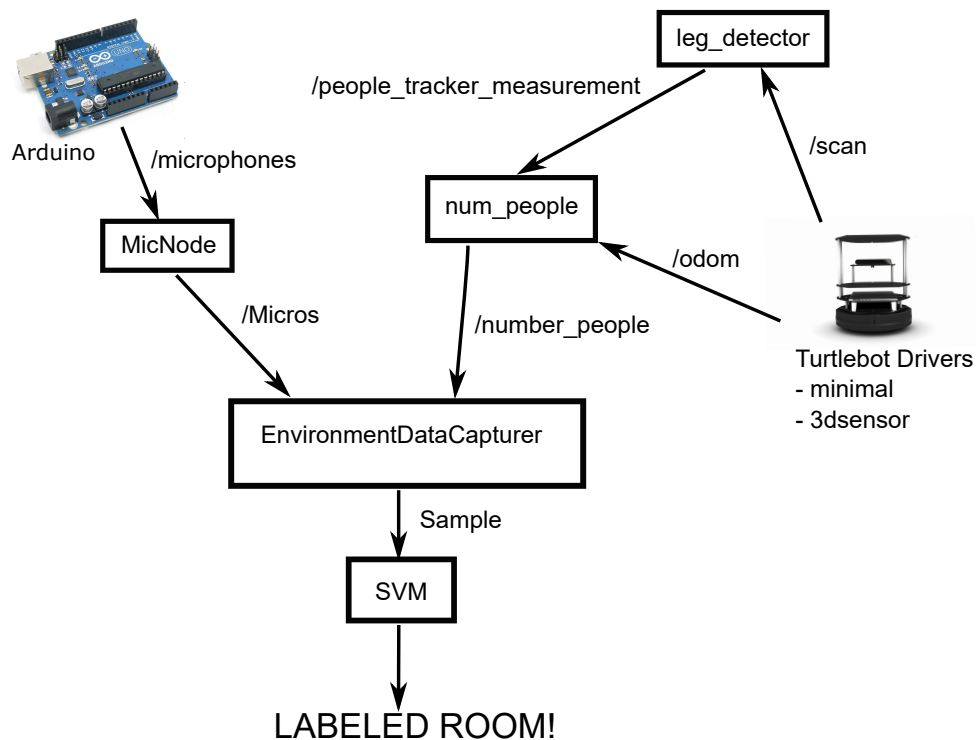 leg_detector
/people_tracker_measurement
UNO
Arduino
/microphones
/scan
num_people
MicNode
/odom
/Micros
/number_people
Turtlebot Drivers
- minimal
- 3dsensor
EnvironmentDataCapturer
Sample
SVM
LABELED ROOM!